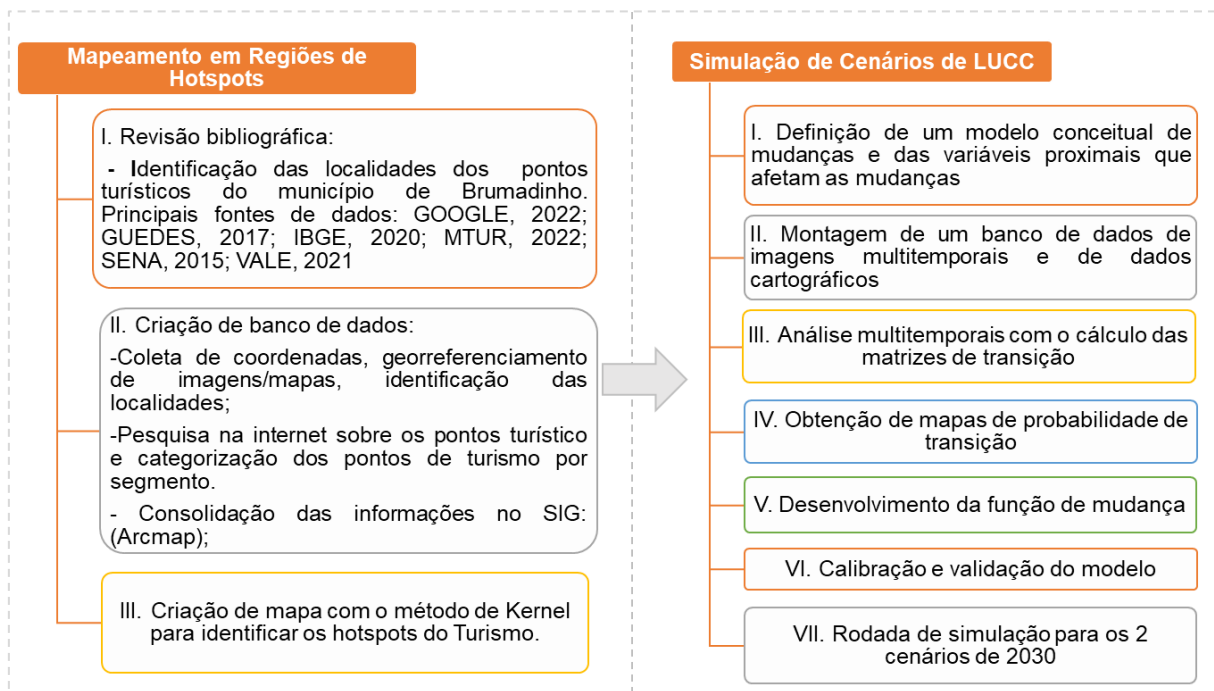 Mapeamento em Regiões de
Hotspots
I. Revisão bibliográfica:
- Identificação das localidades dos pontos
turísticos do município de Brumadinho.
Principais fontes de dados: GOOGLE, 2022;
GUEDES, 2017; IBGE, 2020; MTUR, 2022;
SENA, 2015; VALE, 2021
II. Criação de banco de dados:
-Coleta de coordenadas, georreferenciamento
de imagens/mapas, identificação das
localidades;
-Pesquisa na internet sobre os pontos turístico
e categorização dos pontos de turismo por
segmento.
- Consolidação das informações no SIG:
(Arcmap);
III. Criação de mapa com o método de Kernel
para identificar os hotspots do Turismo.
Simulação de Cenários de LUCC
I. Definição de um modelo conceitual de
mudanças e das variáveis proximais que
afetam as mudanças
II. Montagem de um banco de dados de
imagens multitemporais e de dados
cartográficos
III. Análise multitemporais com o cálculo das
matrizes de transição
IV. Obtenção de mapas de probabilidade de
transição
V. Desenvolvimento da função de mudança
VI. Calibração e validação do modelo
VII. Rodada de simulação para os 2
cenários de 2030